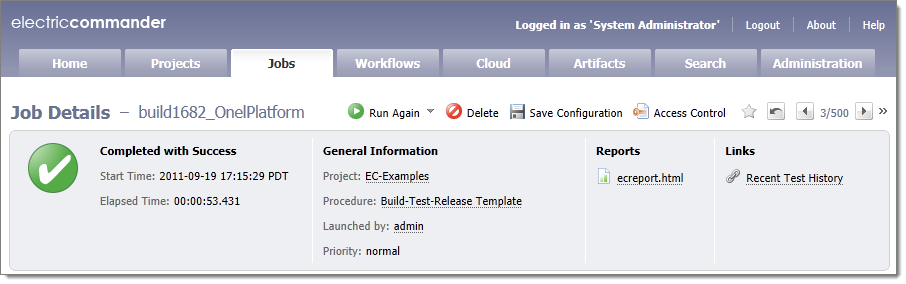 electriccommander
Logged in as 'System Administrator' Logout About Help
Home Projects Jobs Workflows Cloud Artifacts Search Administration
Job Details – build1682_OnelPlatform Run Again Delete Save Configuration Access Control 3/500 »
Completed with Success
Start Time: 2011-09-19 17:15:29 PDT
Elapsed Time: 00:00:53.431
General Information
Project: EC-Examples
Procedure: Build-Test-Release Template
Launched by: admin
Priority: normal
Reports
ecreport.html
Links
Recent Test History